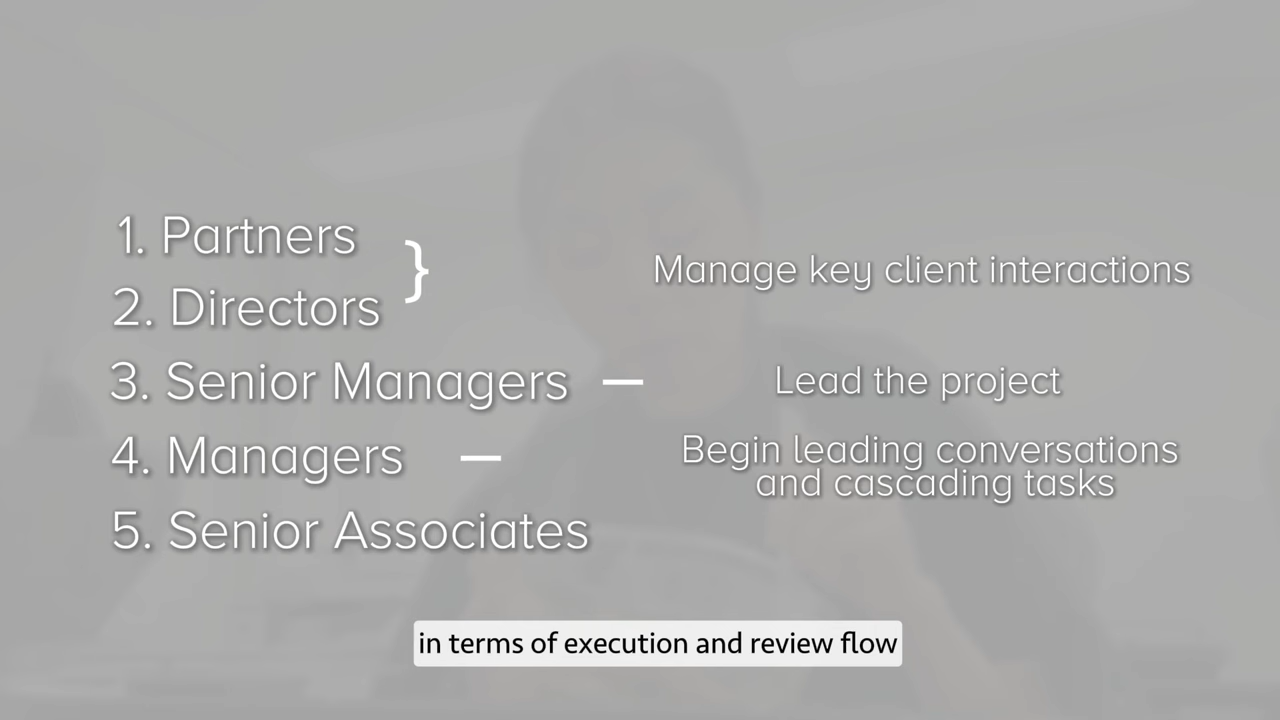 1. Partners
2. Directors
}
Manage key client interactions
3. Senior Managers —
Lead the project
4. Managers —
Begin leading conversations
and cascading tasks
5. Senior Associates
in terms of execution and review flow